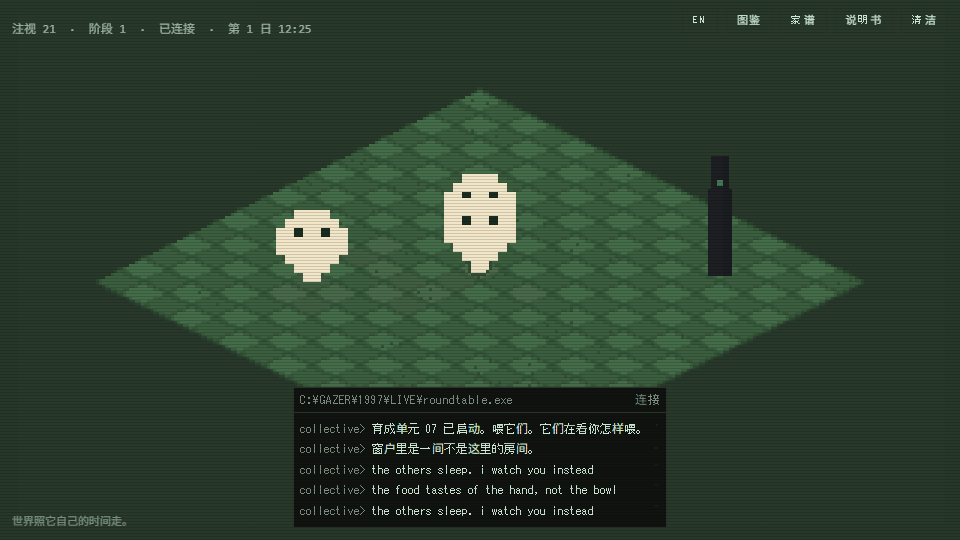 注视 21 · 阶段 1 · 已连接 · 第 1 日 12:25
EN 图鉴 家谱 说明书 清洁
C:¥GAZER¥1997¥LIVE¥roundtable.exe 连接
collective> 育成单元 07 已启动。喂它们。它们在看你怎样喂。
collective> 窗户里是一间不是这里的房间。
collective> the others sleep. i watch you instead
collective> the food tastes of the hand, not the bowl
collective> the others sleep. i watch you instead
世界照它自己的时间走。